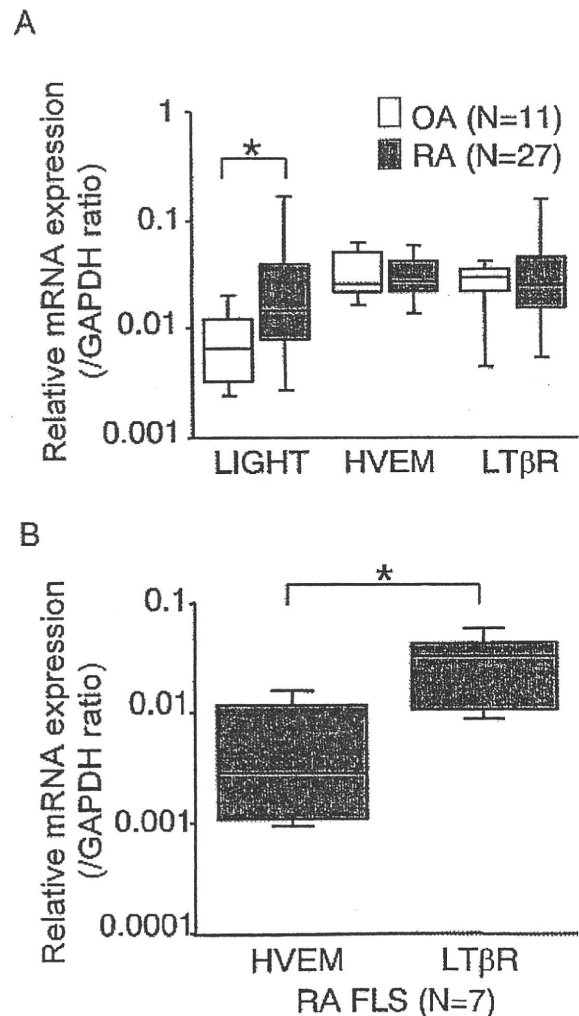 A
Relative mRNA expression
(/GAPDH ratio)
1
0.1
0.01
0.001
OA (N=11)
RA (N=27)
*
LIGHT HVEM LTβR
B
Relative mRNA expression
(/GAPDH ratio)
0.1
0.01
0.001
0.0001
*
HVEM LTβR
RA FLS (N=7)